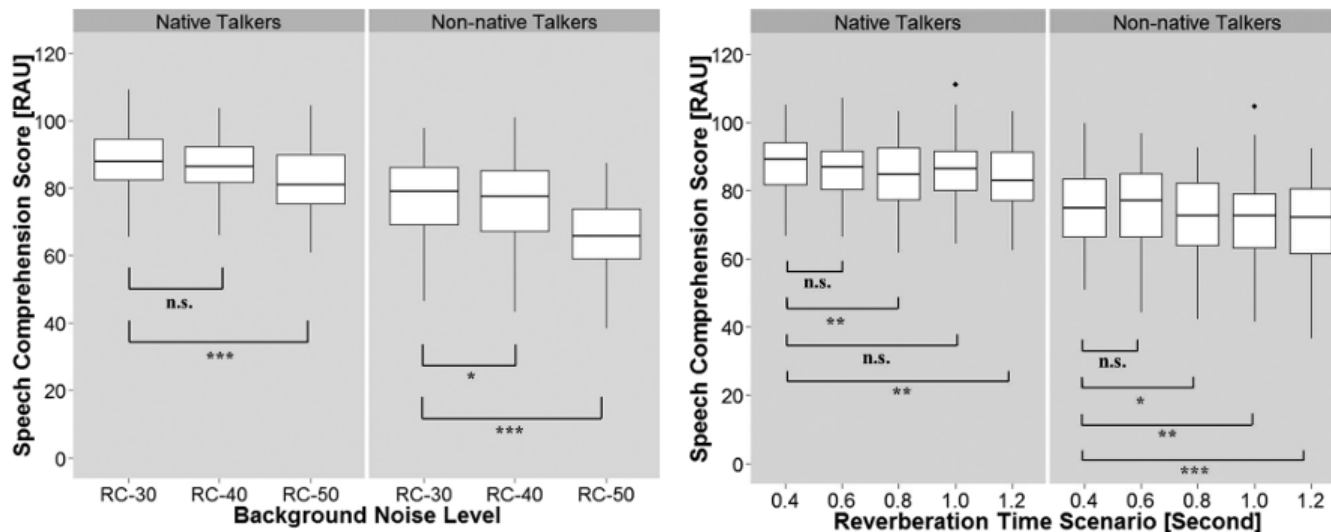 Native Talkers Non-native Talkers
Speech Comprehension Score [RAU]
120
100
80
60
40
20
0
n.s.
***
*
***
RC-30 RC-40 RC-50 RC-30 RC-40 RC-50
Background Noise Level
Native Talkers Non-native Talkers
Speech Comprehension Score [RAU]
120
100
80
60
40
20
0
n.s.
**
n.s.
**
n.s.
*
**
***
0.4 0.6 0.8 1.0 1.2 0.4 0.6 0.8 1.0 1.2
Reverberation Time Scenario [Second]